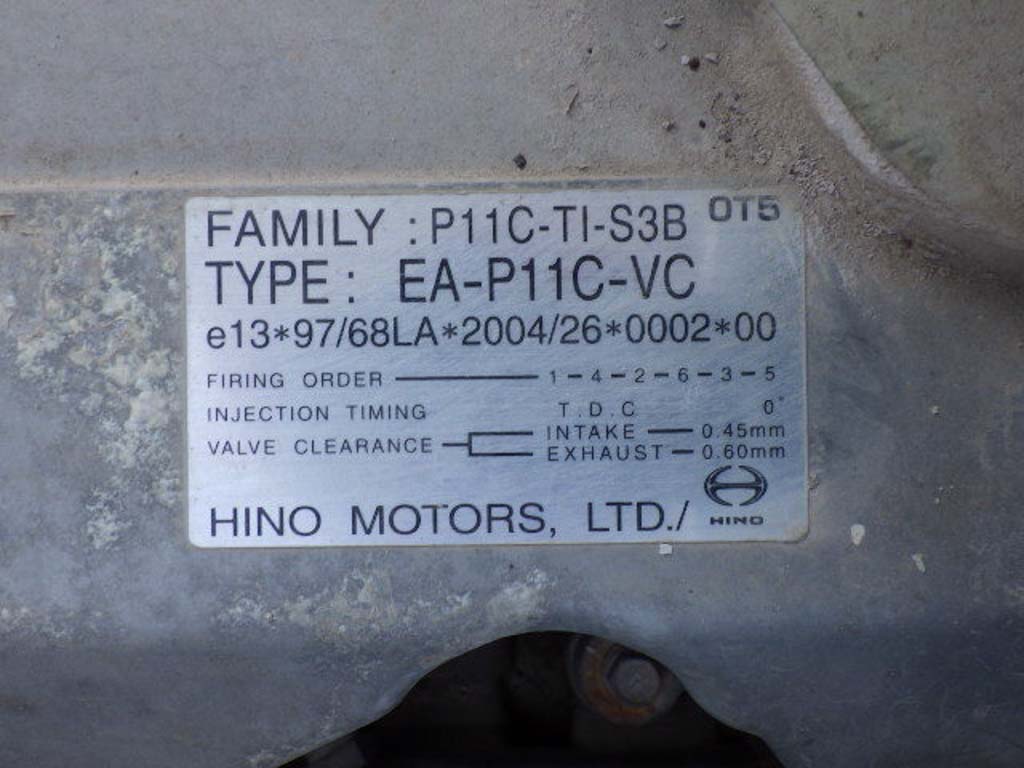 FAMILY : P11C-TI-S3B OT5
TYPE : EA-P11C-VC
e13*97/68LA*2004/26*0002*00
FIRING ORDER 1-4-2-6-3-5
INJECTION TIMING T.D.C 0°
VALVE CLEARANCE INTAKE 0.45mm
EXHAUST 0.60mm
HINO MOTORS, LTD./ HINO